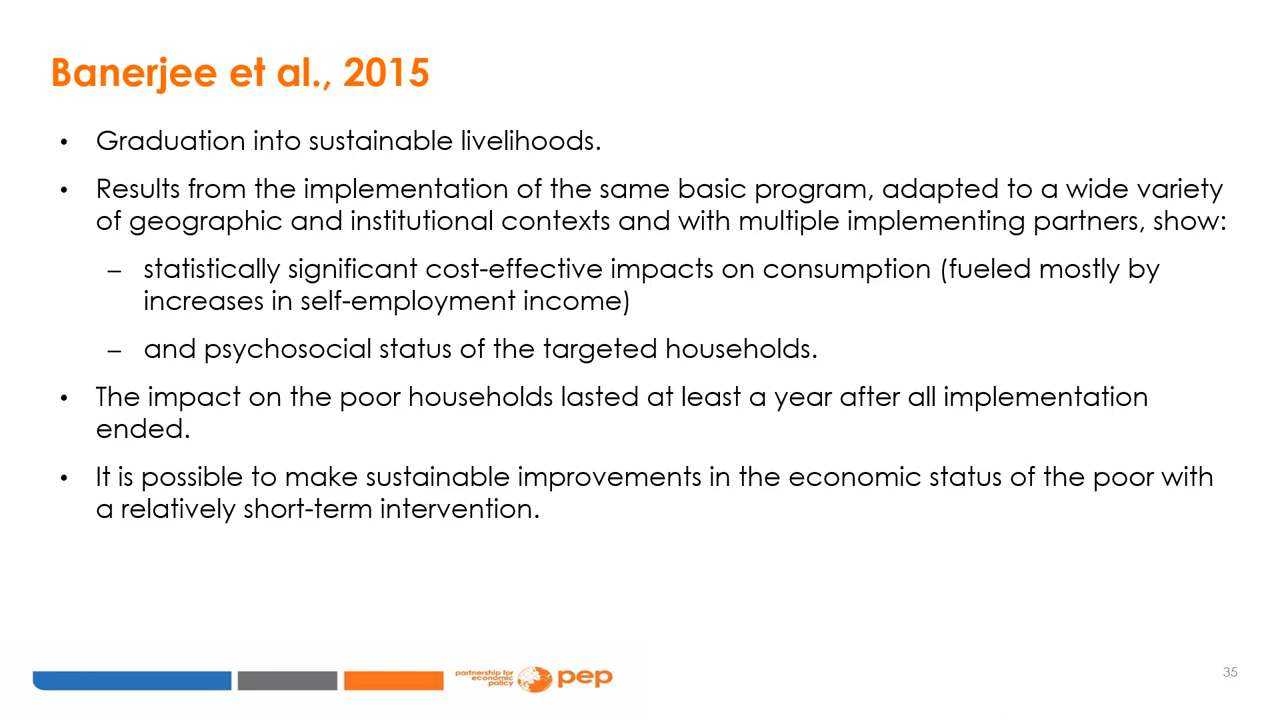 Banerjee et al., 2015
• Graduation into sustainable livelihoods.
• Results from the implementation of the same basic program, adapted to a wide variety
of geographic and institutional contexts and with multiple implementing partners, show:
– statistically significant cost-effective impacts on consumption (fueled mostly by
increases in self-employment income)
– and psychosocial status of the targeted households.
• The impact on the poor households lasted at least a year after all implementation
ended.
• It is possible to make sustainable improvements in the economic status of the poor with
a relatively short-term intervention.
partnership for
economic
policy
pep
35